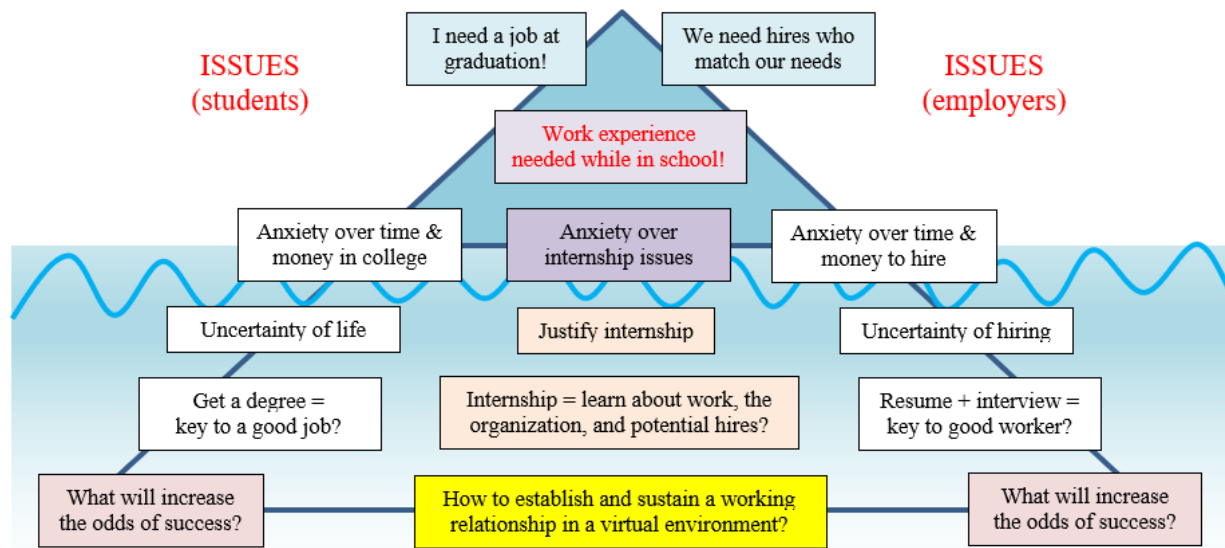 I need a job at
graduation!
We need hires who
match our needs
ISSUES
(students)
ISSUES
(employers)
Work experience
needed while in school!
Anxiety over time &
money in college
Anxiety over
internship issues
Anxiety over time &
money to hire
Uncertainty of life
Justify internship
Uncertainty of hiring
Get a degree =
key to a good job?
Internship = learn about work, the
organization, and potential hires?
Resume + interview =
key to good worker?
What will increase
the odds of success?
How to establish and sustain a working
relationship in a virtual environment?
What will increase
the odds of success?